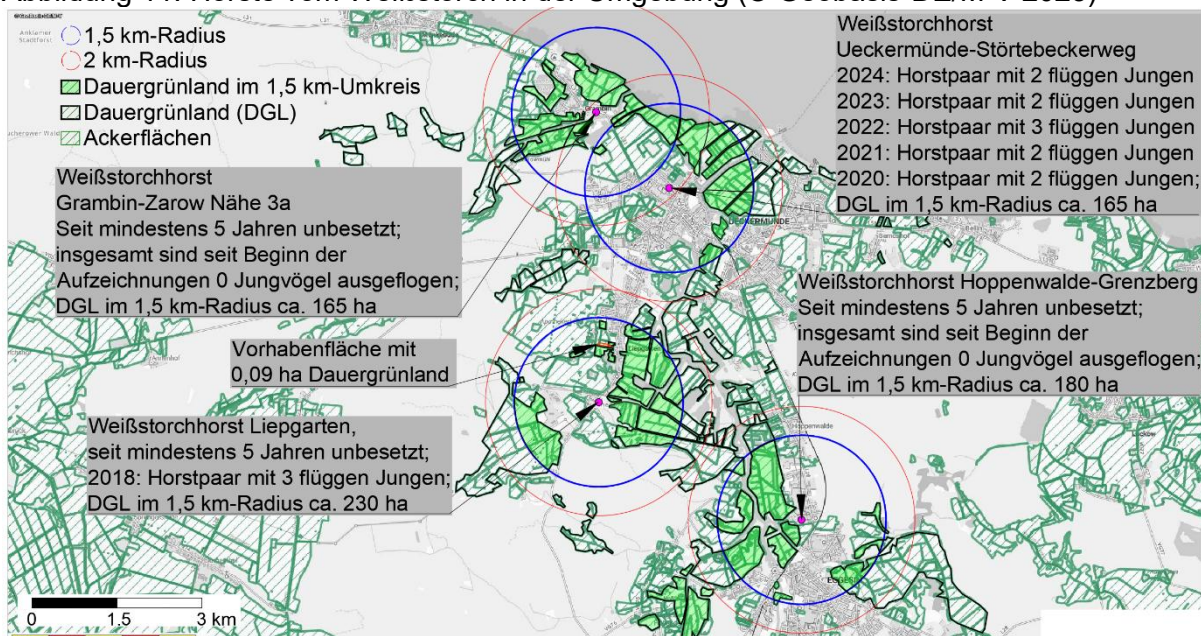 Anklamer
Stadtforst
1,5 km-Radius
2 km-Radius
Dauergrünland im 1,5 km-Umkreis
Dauergrünland (DGL)
Ackerflächen
Weißstorchhorst
Ueckermünde-Störtebeckerweg
2024: Horstpaar mit 2 flüggen Jungen
2023: Horstpaar mit 2 flüggen Jungen
2022: Horstpaar mit 3 flüggen Jungen
2021: Horstpaar mit 2 flüggen Jungen
2020: Horstpaar mit 2 flüggen Jungen;
DGL im 1,5 km-Radius ca. 165 ha
Weißstorchhorst
Grambin-Zarow Nähe 3a
Seit mindestens 5 Jahren unbesetzt;
insgesamt sind seit Beginn der
Aufzeichnungen 0 Jungvögel ausgeflogen;
DGL im 1,5 km-Radius ca. 165 ha
UECKERMÜNDE
Weißstorchhorst Hoppenwalde-Grenzberg
Seit mindestens 5 Jahren unbesetzt;
insgesamt sind seit Beginn der
Aufzeichnungen 0 Jungvögel ausgeflogen;
DGL im 1,5 km-Radius ca. 180 ha
Vorhabenfläche mit
0,09 ha Dauergrünland
Weißstorchhorst Liepgarten,
seit mindestens 5 Jahren unbesetzt;
2018: Horstpaar mit 3 flüggen Jungen;
DGL im 1,5 km-Radius ca. 230 ha
Hoppenwalde
0 1.5 3 km